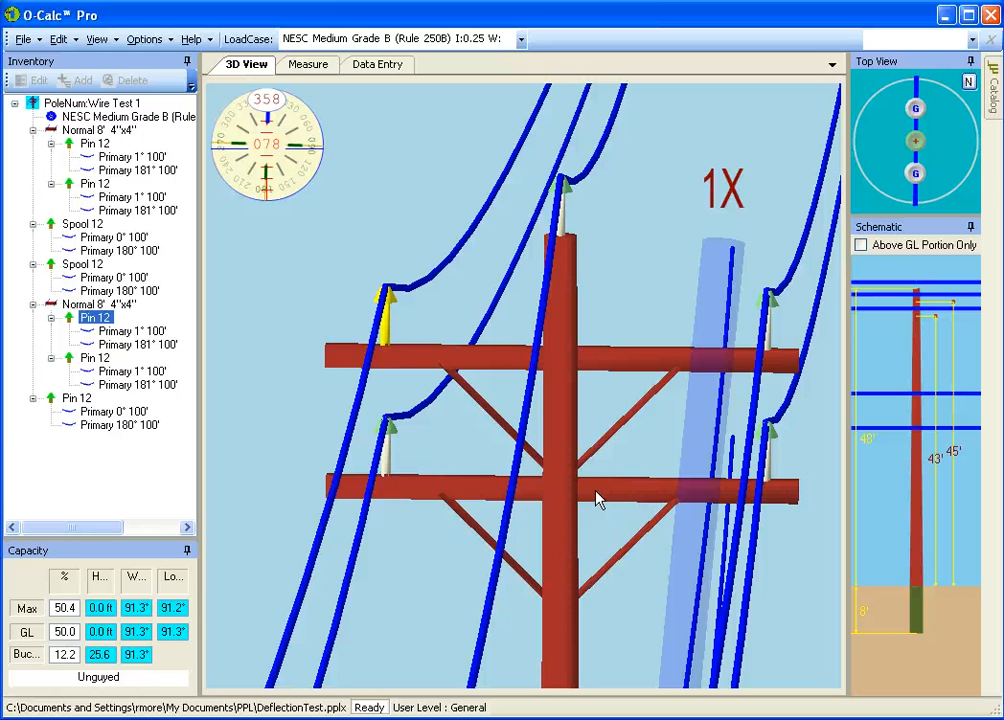 O-Calc™ Pro
File Edit View Options Help LoadCase: NESC Medium Grade B (Rule 250B) I:0.25 W:
Inventory
Edit Add Delete
PoleNum:Wire Test 1
NESC Medium Grade B (Rule
Normal 8' 4"x4"
Pin 12
Primary 1° 100'
Primary 181° 100'
Pin 12
Primary 1° 100'
Primary 181° 100'
Spool 12
Primary 0° 100'
Primary 180° 100'
Spool 12
Primary 0° 100'
Primary 180° 100'
Normal 8' 4"x4"
Pin 12
Primary 1° 100'
Primary 181° 100'
Pin 12
Primary 1° 100'
Primary 181° 100'
Pin 12
Primary 0° 100'
Primary 180° 100'
Capacity
% H... W... Lo...
Max 50.4 0.0 ft 91.3° 91.2°
GL 50.0 0.0 ft 91.3° 91.3°
Buc... 12.2 25.6 91.3°
Unguyed
3D View Measure Data Entry
358
078
1X
Top View
N
G
G
Schematic
Above GL Portion Only
48'
43' 45'
8'
Catalog
C:\Documents and Settings\rmore\My Documents\PPL\DeflectionTest.pplx Ready User Level : General